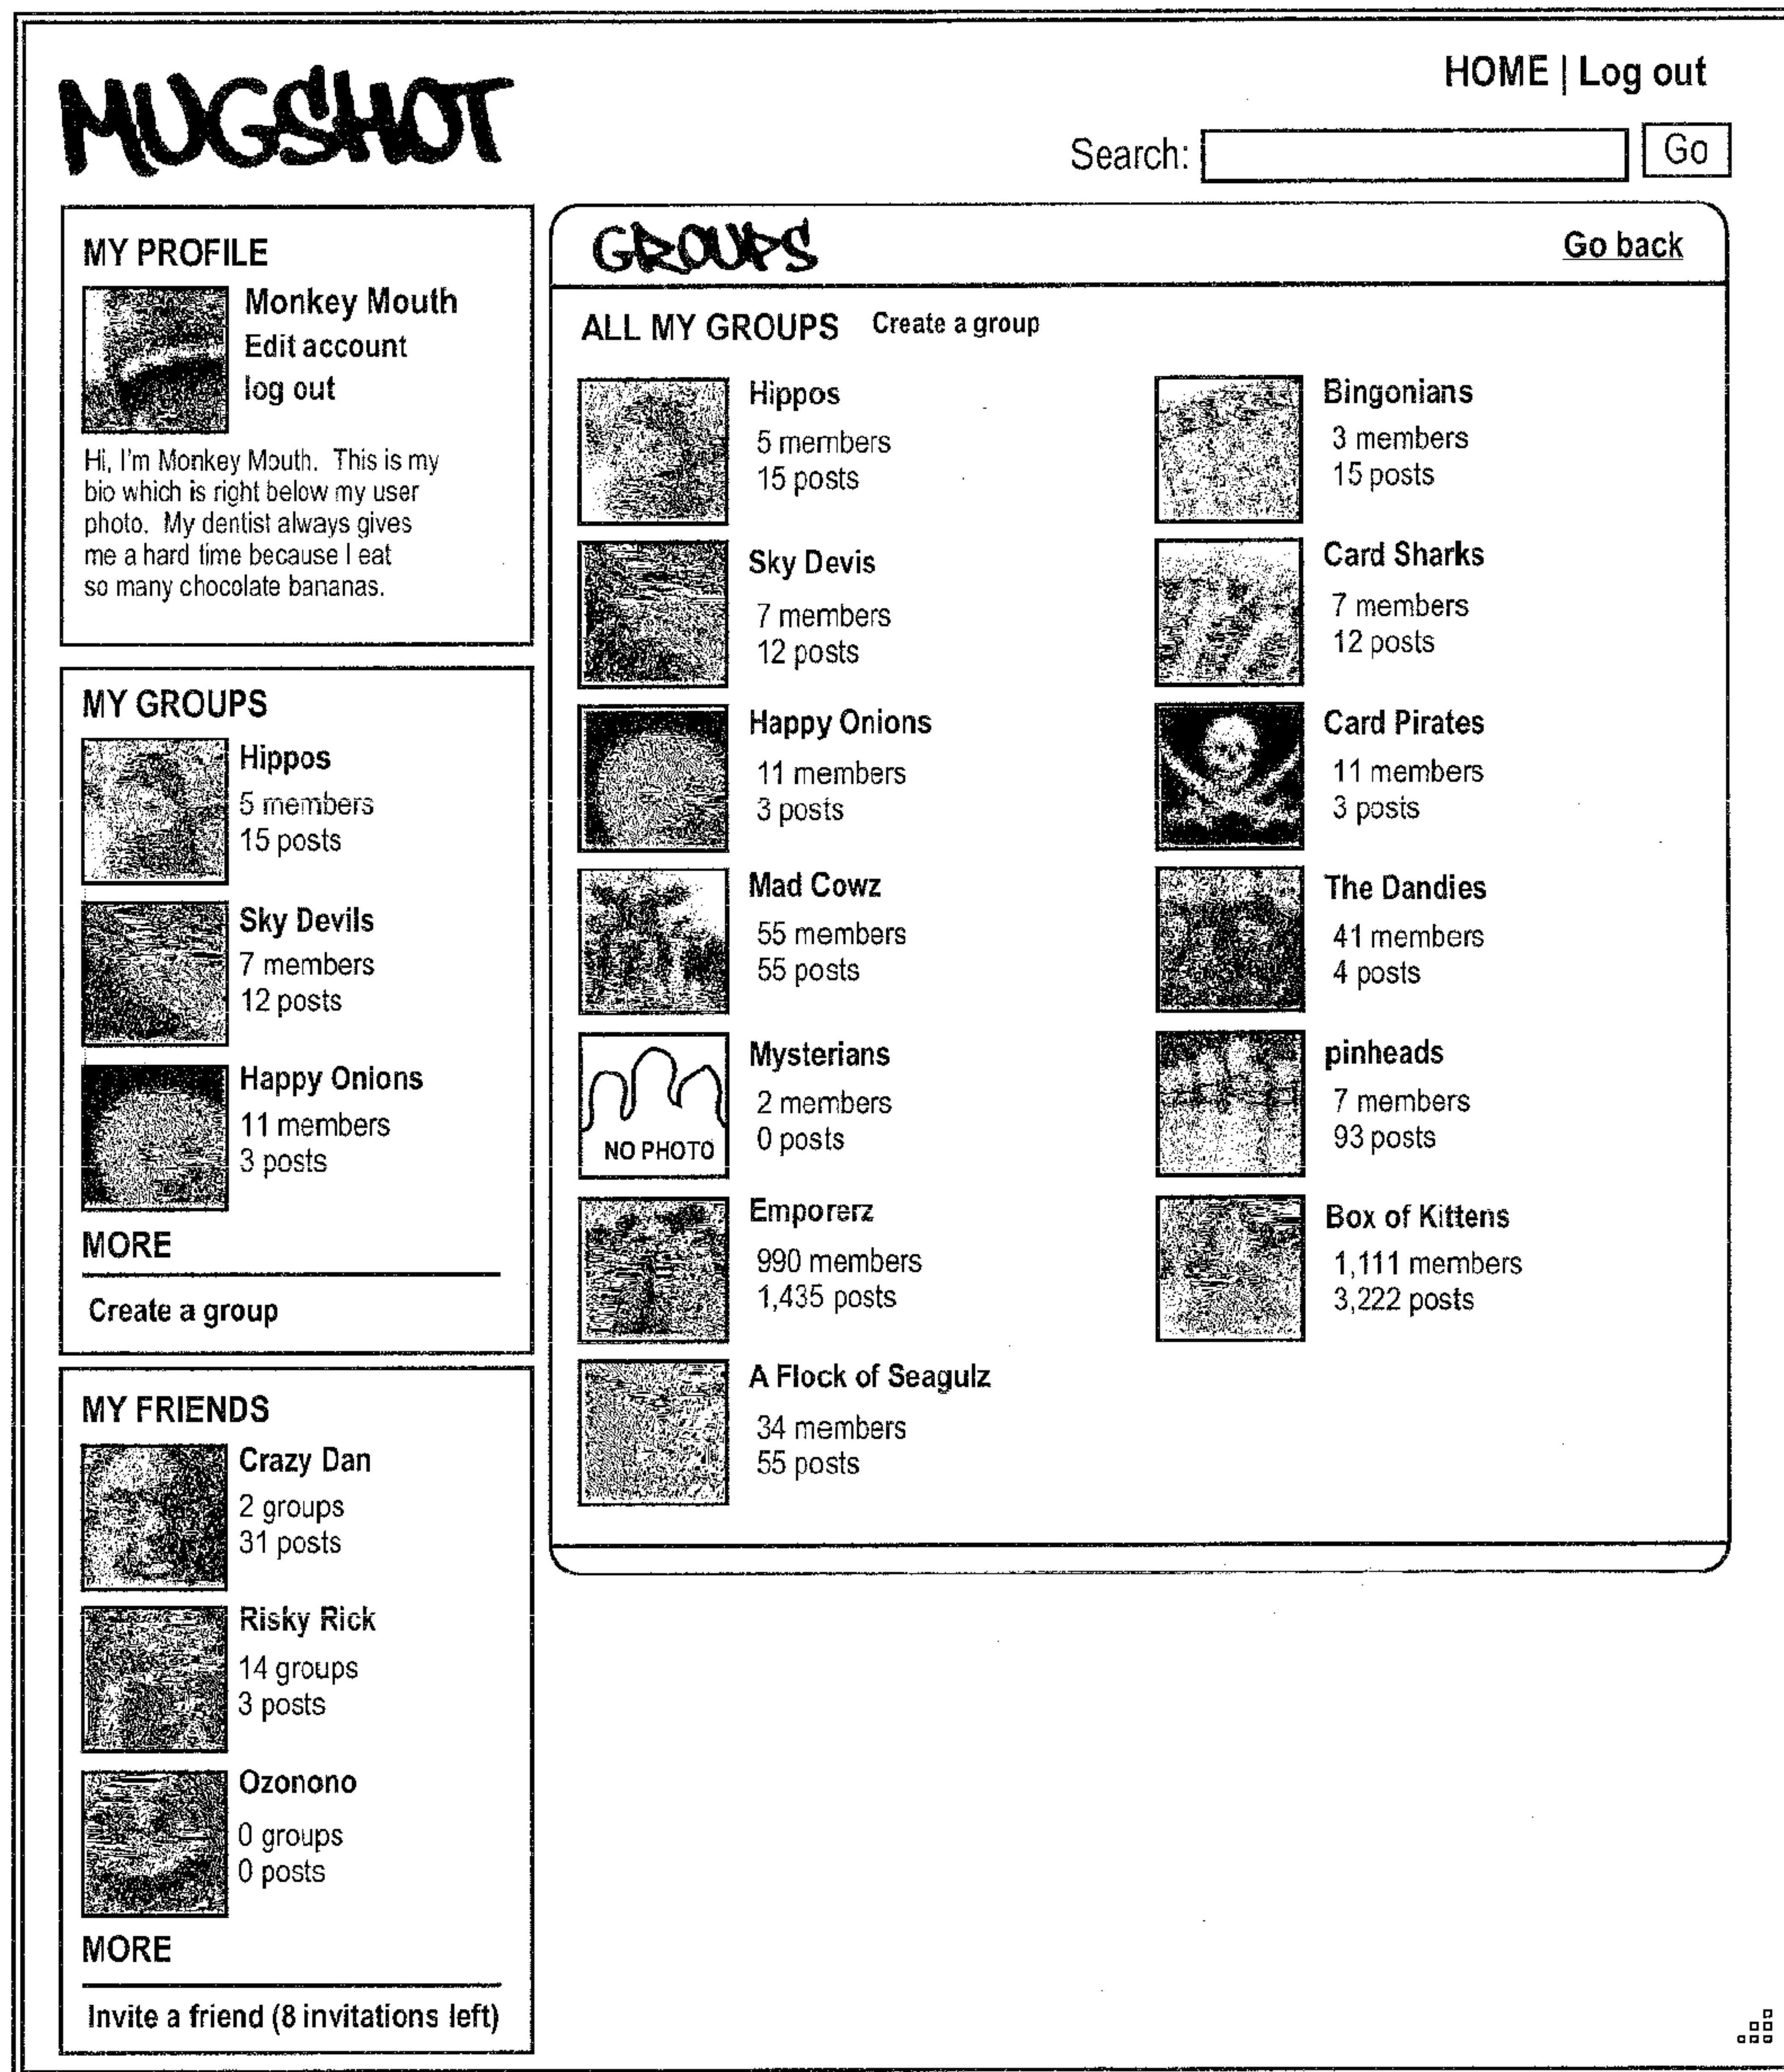 MUGSHOT
HOME | Log out
Search:
Go
MY PROFILE
Monkey Mouth
Edit account
log out
Hi, I'm Monkey Mouth. This is my
bio which is right below my user
photo. My dentist always gives
me a hard time because I eat
so many chocolate bananas.
MY GROUPS
Hippos
5 members
15 posts
Sky Devils
7 members
12 posts
Happy Onions
11 members
3 posts
MORE
Create a group
MY FRIENDS
Crazy Dan
2 groups
31 posts
Risky Rick
14 groups
3 posts
Ozonono
0 groups
0 posts
MORE
Invite a friend (8 invitations left)
GROUPS
Go back
ALL MY GROUPS Create a group
Hippos
5 members
15 posts
Sky Devis
7 members
12 posts
Happy Onions
11 members
3 posts
Mad Cowz
55 members
55 posts
NO PHOTO
Mysterians
2 members
0 posts
Emporerz
990 members
1,435 posts
A Flock of Seagulz
34 members
55 posts
Bingonians
3 members
15 posts
Card Sharks
7 members
12 posts
Card Pirates
11 members
3 posts
The Dandies
41 members
4 posts
pinheads
7 members
93 posts
Box of Kittens
1,111 members
3,222 posts